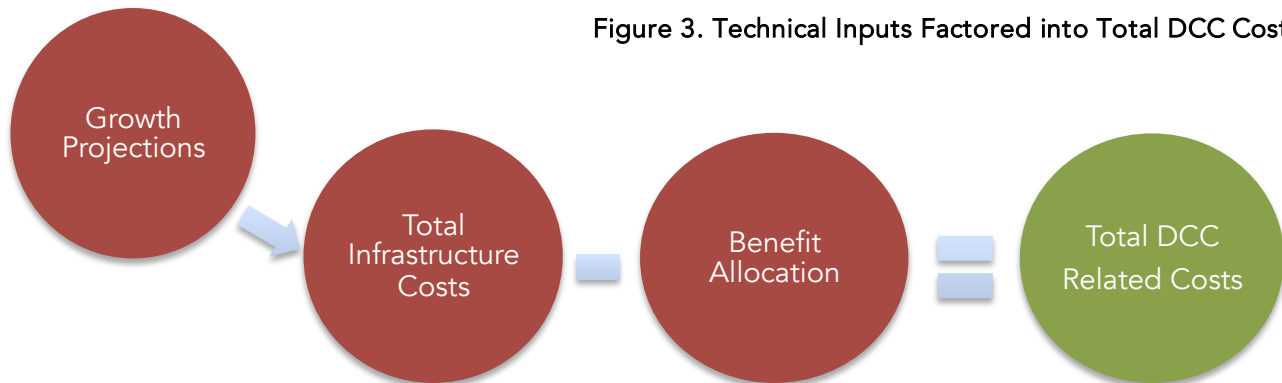 Figure 3. Technical Inputs Factored into Total DCC Cost
Growth
Projections
Total
Infrastructure
Costs
Benefit
Allocation
Total DCC
Related Costs